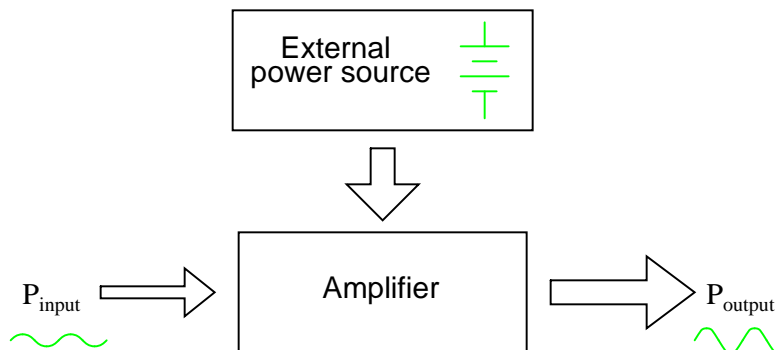 External
power source
P_input
Amplifier
P_output